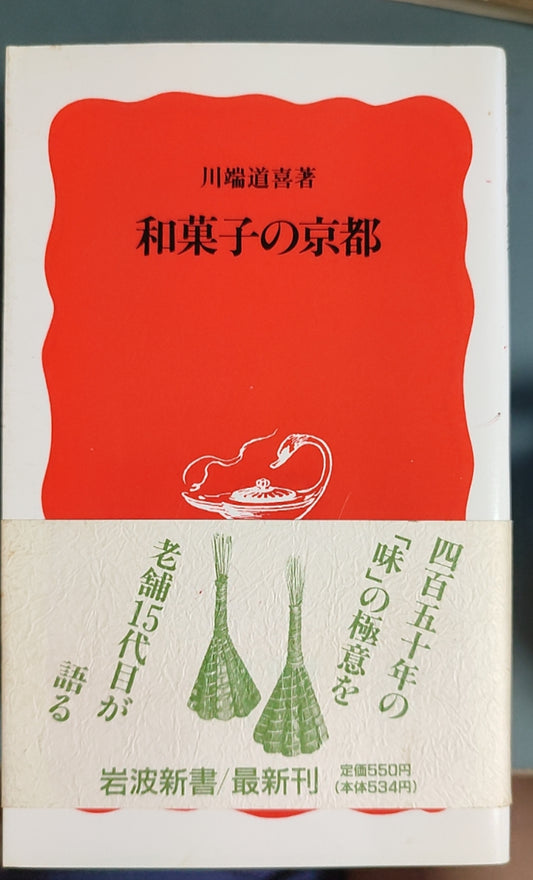 川端道喜著
和菓子の京都
四百五十年の
「味」の極意を
老舗15代目が
語る
岩波新書/最新刊
定価550円
(本体534円)